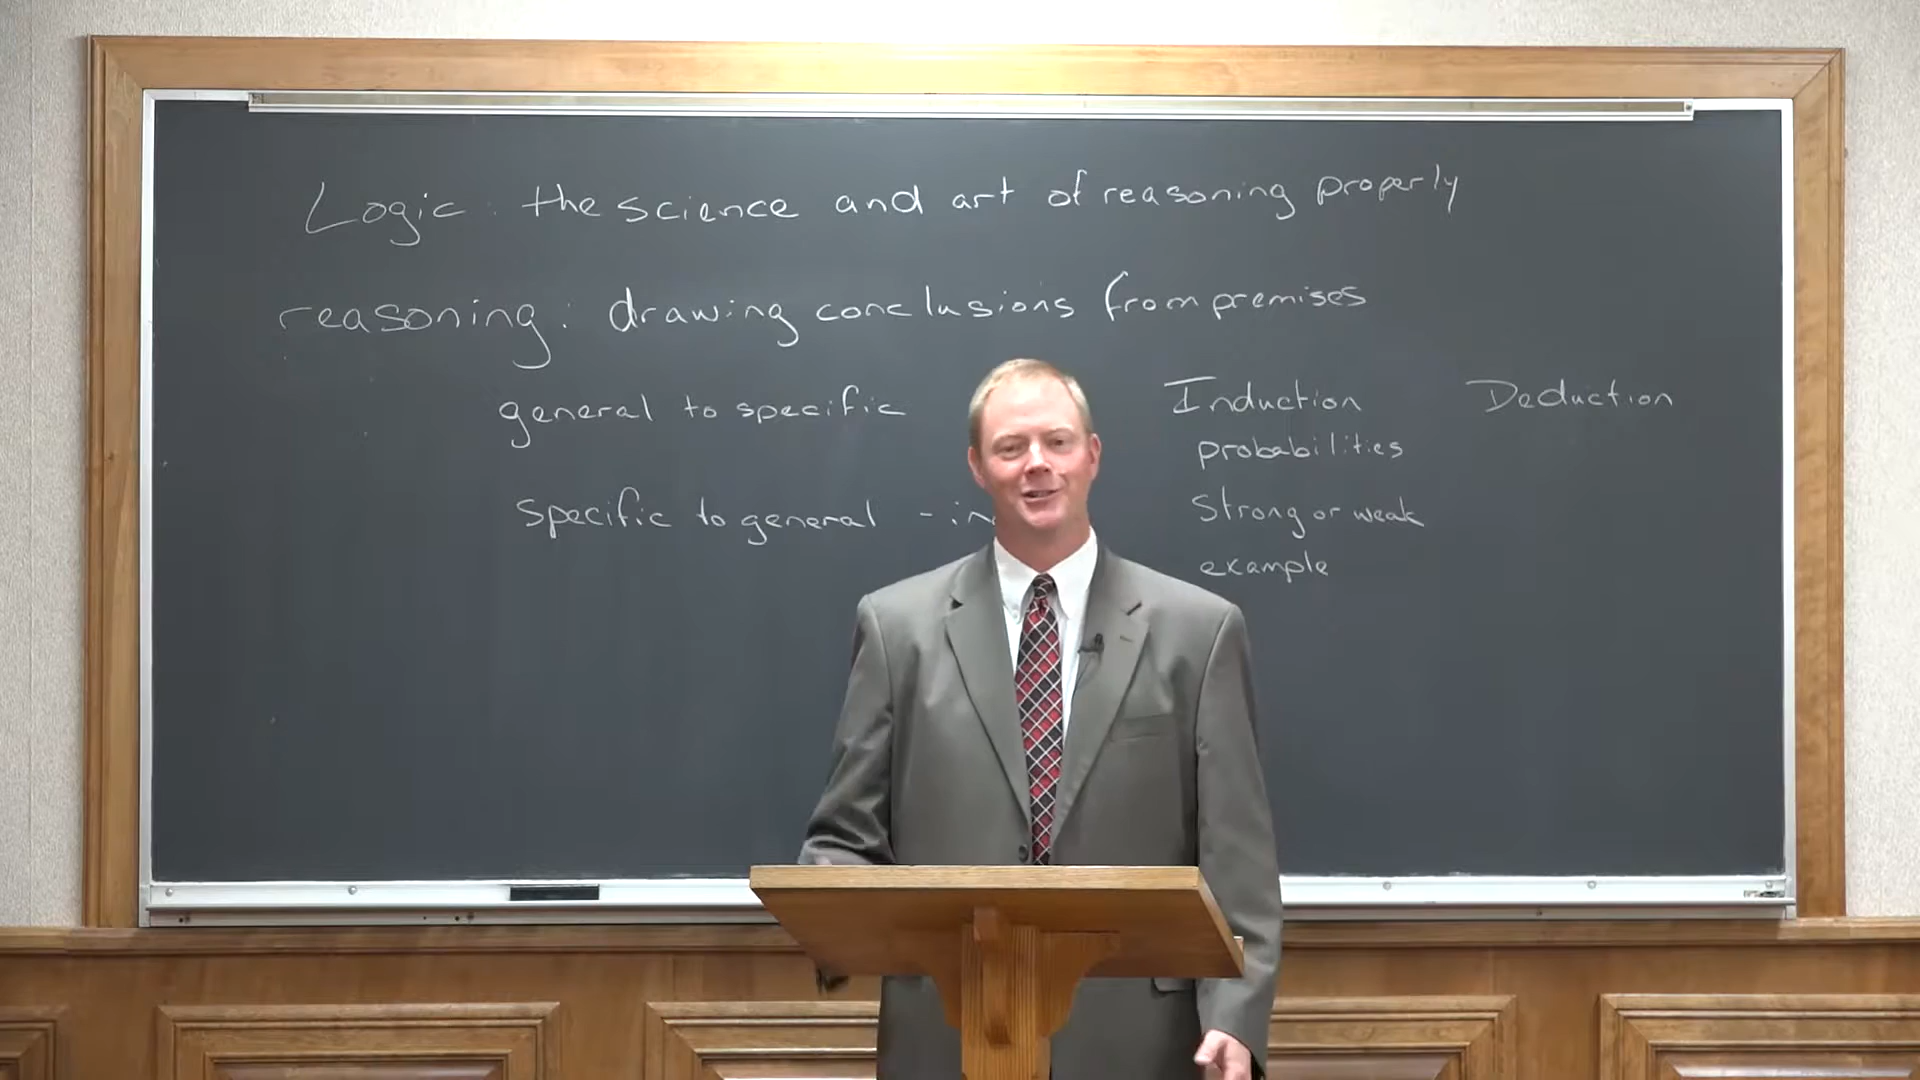 Logic: the science and art of reasoning properly
reasoning: drawing conclusions from premises
general to specific
specific to general - in
Induction
probabilities
Strong or weak
example
Deduction